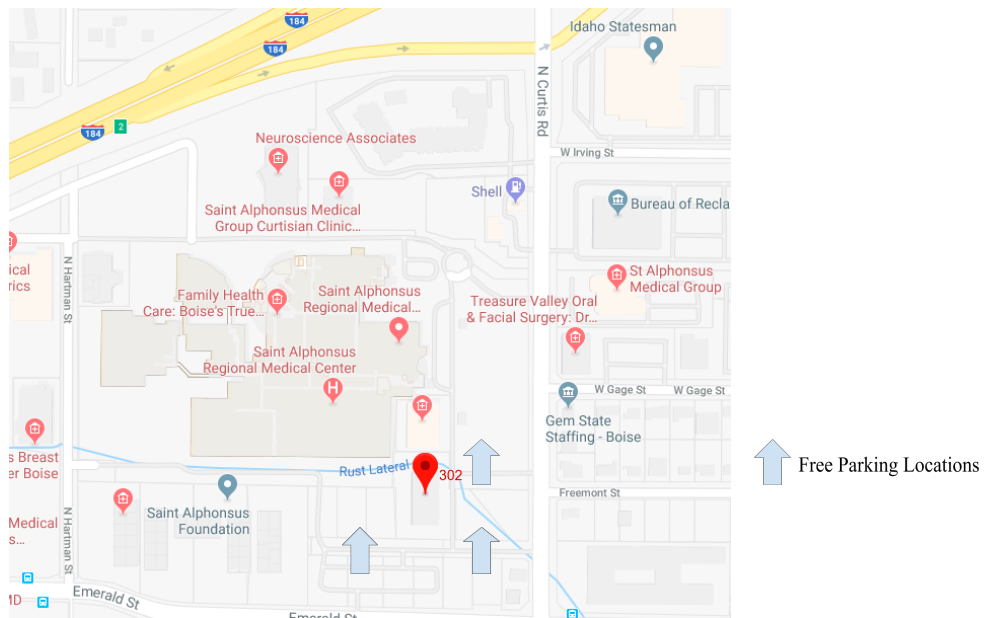 184
Idaho Statesman
184
184
2
N Curtis Rd
Neuroscience Associates
W Irving St
Shell
Saint Alphonsus Medical
Group Curtisian Clinic...
Bureau of Recla
N Hartman St
ical
rics
Family Health
Care: Boise's True...
Saint Alphonsus
Regional Medical...
St Alphonsus
Medical Group
Treasure Valley Oral
& Facial Surgery: Dr...
Saint Alphonsus
Regional Medical Center
H
W Gage St
W Gage St
Gem State
Staffing - Boise
s Breast
er Boise
Rust Lateral
302
Free Parking Locations
Freemont St
Saint Alphonsus
Foundation
N Hartman St
Medical
s...
MD
Emerald St
Emerald St